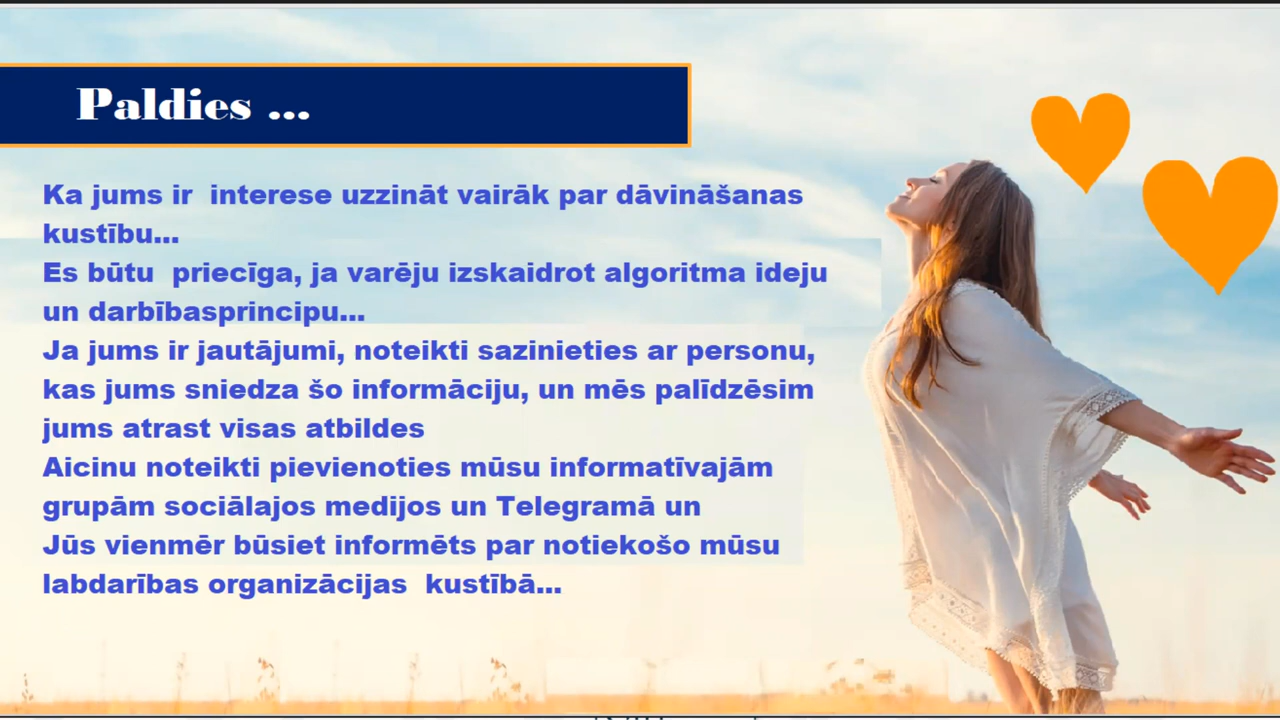 Paldies ...
Ka jums ir  interese uzzināt vairāk par dāvināšanas
kustību...
Es būtu  priecīga, ja varēju izskaidrot algoritma ideju
un darbībasprincipu...
Ja jums ir jautājumi, noteikti sazinieties ar personu,
kas jums sniedza šo informāciju, un mēs palīdzēsim
jums atrast visas atbildes
Aicinu noteikti pievienoties mūsu informatīvajām
grupām sociālajos medijos un Telegramā un
Jūs vienmēr būsiet informēts par notiekošo mūsu
labdarības organizācijas  kustībā...